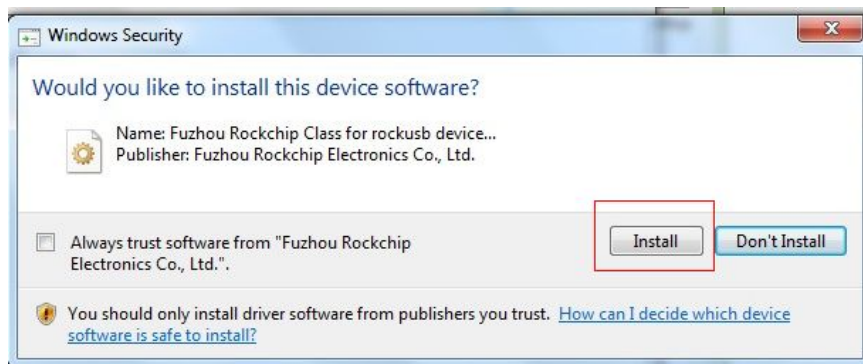 Windows Security
Would you like to install this device software?
Name: Fuzhou Rockchip Class for rockusb device...
Publisher: Fuzhou Rockchip Electronics Co., Ltd.
Always trust software from "Fuzhou Rockchip
Electronics Co., Ltd.".
Install
Don't Install
You should only install driver software from publishers you trust. How can I decide which device
software is safe to install?